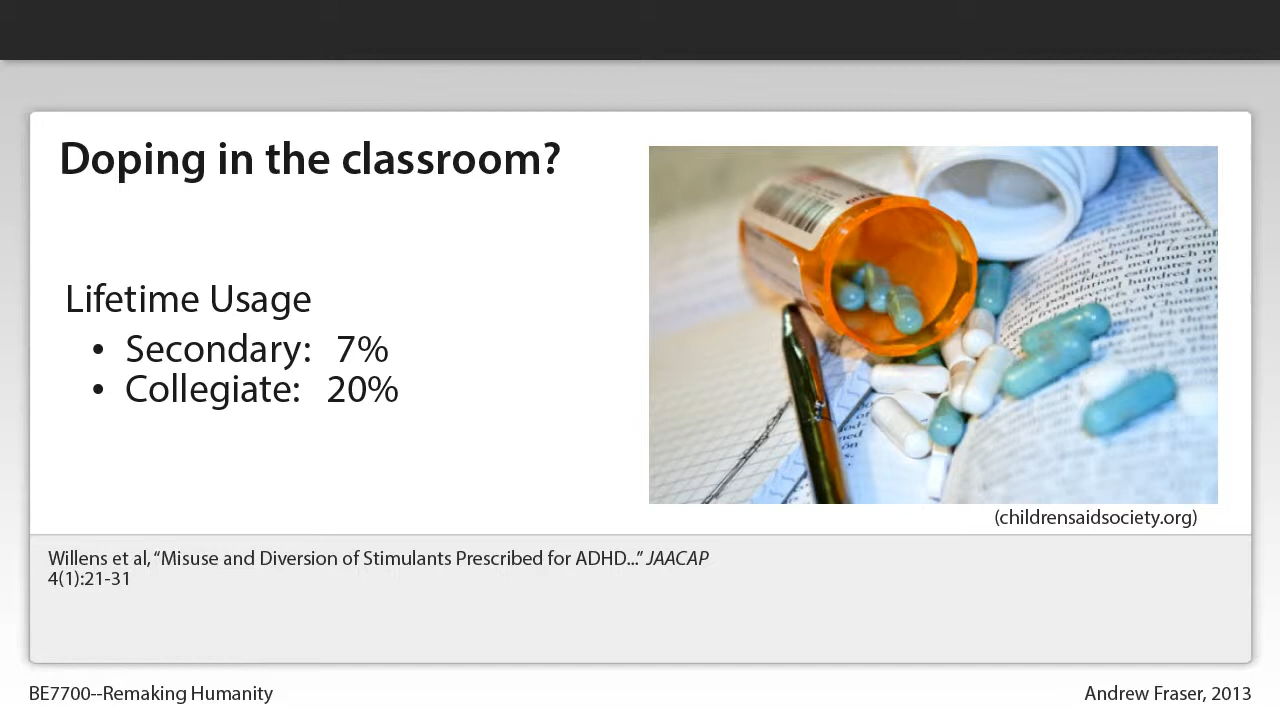 Doping in the classroom?
Lifetime Usage
• Secondary: 7%
• Collegiate: 20%
(childrensaidsociety.org)
Willens et al, “Misuse and Diversion of Stimulants Prescribed for ADHD...” JAACAP
4(1):21-31
BE7700--Remaking Humanity
Andrew Fraser, 2013